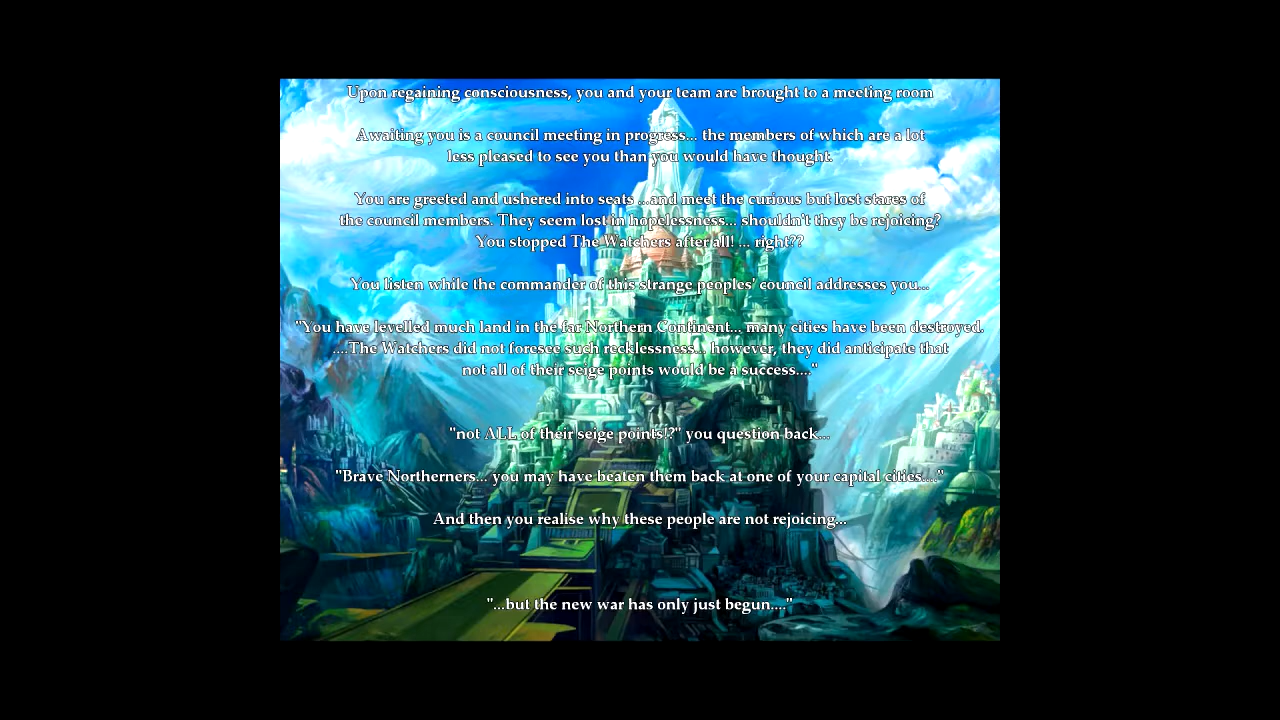 Upon regaining consciousness, you and your team are brought to a meeting room
Awaiting you is a council meeting in progress... the members of which are a lot
less pleased to see you than you would have thought.
You are greeted and ushered into seats ...and meet the curious but lost stares of
the council members. They seem lost in hopelessness... shouldn't they be rejoicing?
You stopped The Watchers after all! ... right??
You listen while the commander of this strange peoples' council addresses you...
"You have levelled much land in the far Northern Continent... many cities have been destroyed.
....The Watchers did not foresee such recklessness... however, they did anticipate that
not all of their seige points would be a success...."
"not ALL of their seige points!?" you question back...
"Brave Northerners... you may have beaten them back at one of your capital cities...."
And then you realise why these people are not rejoicing...
"...but the new war has only just begun...."